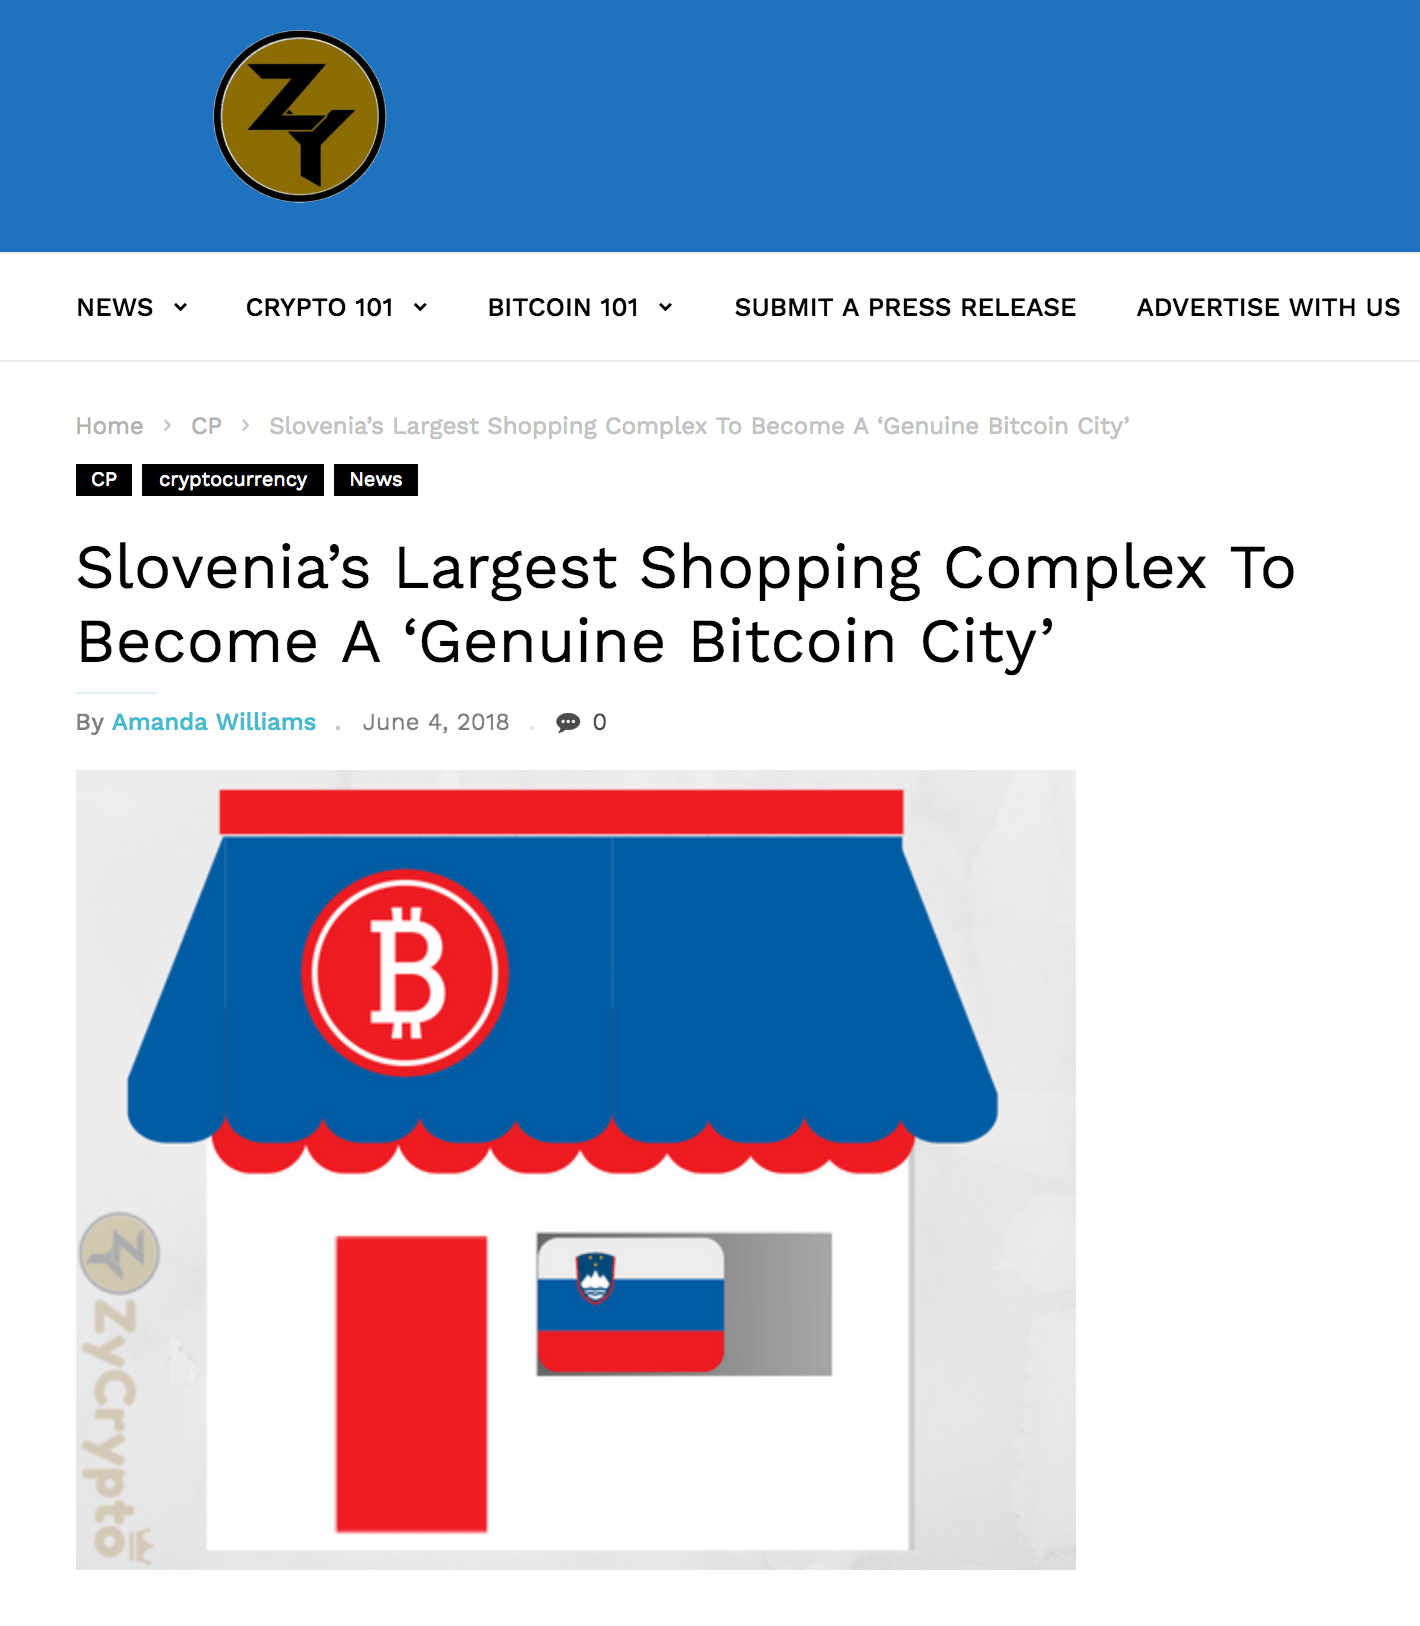 ZY
NEWS CRYPTO 101 BITCOIN 101 SUBMIT A PRESS RELEASE ADVERTISE WITH US
Home > CP > Slovenia’s Largest Shopping Complex To Become A ‘Genuine Bitcoin City’
CP cryptocurrency News
Slovenia’s Largest Shopping Complex To
Become A ‘Genuine Bitcoin City’
By Amanda Williams . June 4, 2018 . 0
₿
ZY ZyCrypto